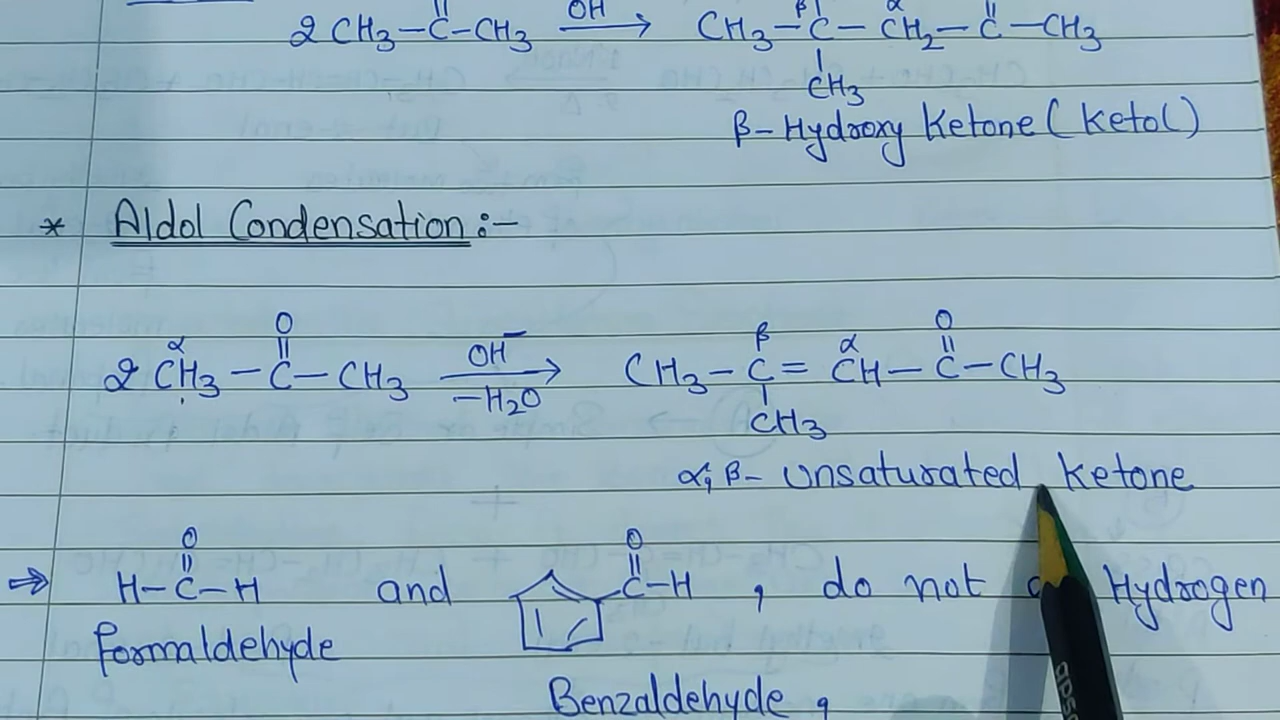 2 CH₃–C–CH₃ OH → CH₃–C–CH₂–C–CH₃
β α
CH₃
β–Hydroxy Ketone (Ketol)
* Aldol Condensation :–
O β α O
2 CH₃–C–CH₃ OH⁻ → CH₃–C=CH–C–CH₃
α –H₂O
CH₃
α, β– Unsaturated Ketone
O O
⇒ H–C–H and C–H , do not Hydrogen
Formaldehyde
Benzaldehyde ,